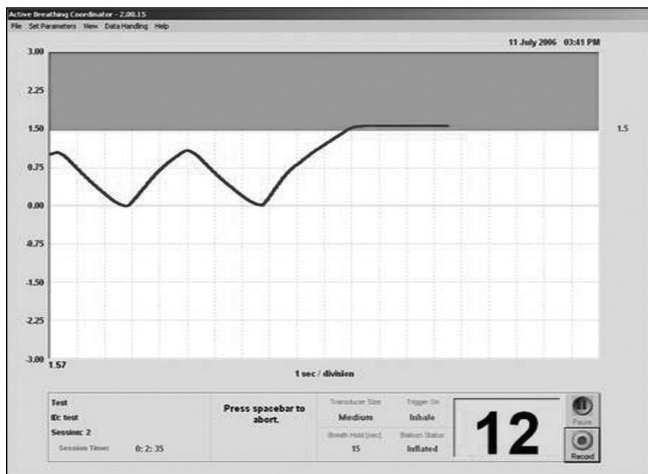 Active Breathing Coordinator - 2.00.15
File Set Parameters View Data Handling Help
11 July 2006 03:41 PM
3.00
2.25
1.50
1.5
0.75
0.00
-0.75
-1.50
-2.25
-3.00
1.57
1 sec / division
Test
ID: test
Session: 2
Session Time: 0: 2: 35
Press spacebar to
abort.
Transducer Size
Medium
Trigger On
Inhale
Breath Hold [sec]
15
Balloon Status
Inflated
12
Pause
Record